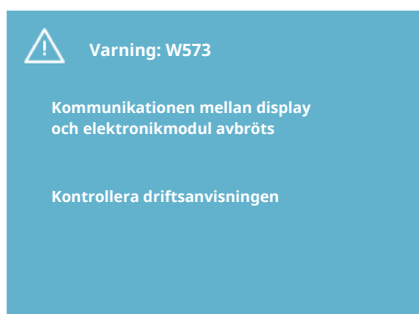 Varning: W573
Kommunikationen mellan display
och elektronikmodul avbröts
Kontrollera driftsanvisningen